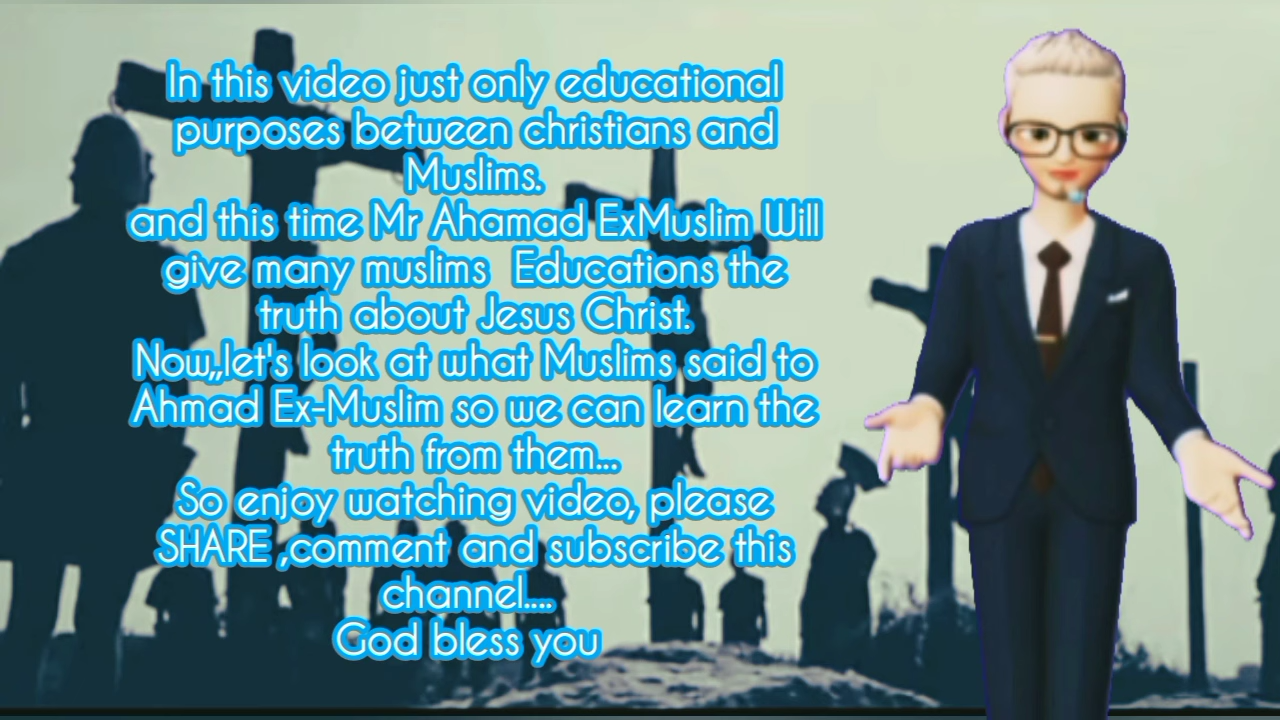 In this video just only educational
purposes between christians and
Muslims.
and this time Mr Ahamad ExMuslim Will
give many muslims  Educations the
truth about Jesus Christ.
Now,,let's look at what Muslims said to
Ahmad Ex-Muslim so we can learn the
truth from them...
So enjoy watching video, please
SHARE ,comment and subscribe this
channel....
God bless you